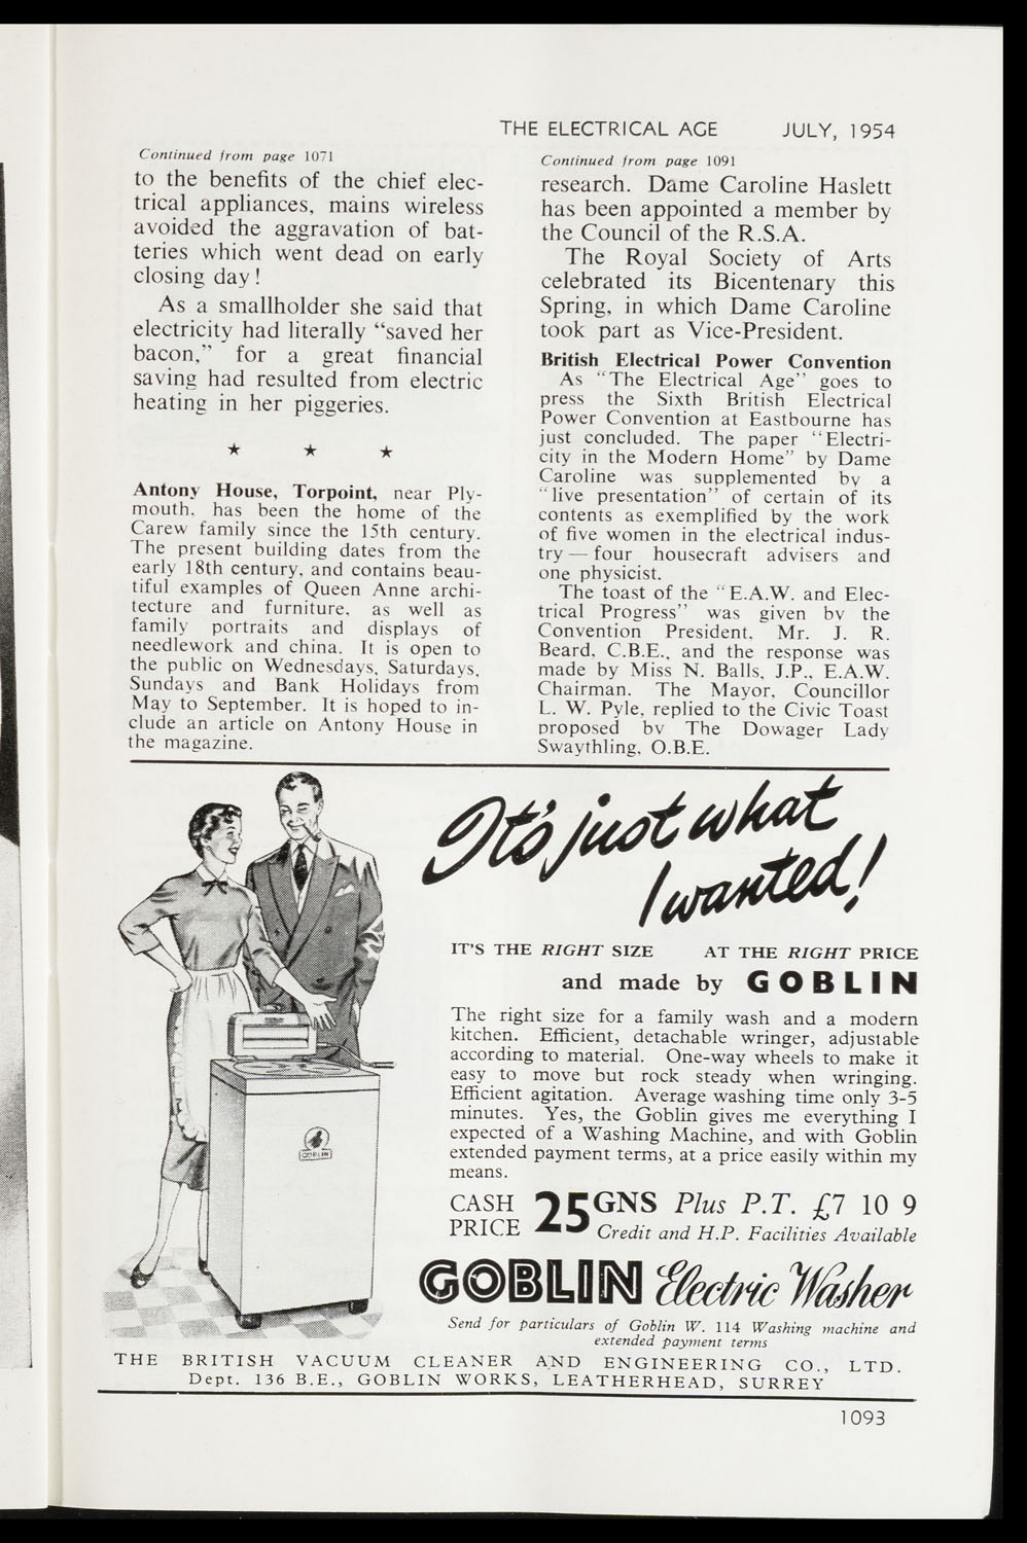 THE ELECTRICAL AGE JULY, 1954
Continued from page 1071
to the benefits of the chief elec-
trical appliances, mains wireless
avoided the aggravation of bat-
teries which went dead on early
closing day!
As a smallholder she said that
electricity had literally “saved her
bacon,” for a great financial
saving had resulted from electric
heating in her piggeries.
★ ★ ★
Antony House, Torpoint, near Ply-
mouth, has been the home of the
Carew family since the 15th century.
The present building dates from the
early 18th century, and contains beau-
tiful examples of Queen Anne archi-
tecture and furniture, as well as
family portraits and displays of
needlework and china. It is open to
the public on Wednesdays, Saturdays,
Sundays and Bank Holidays from
May to September. It is hoped to in-
clude an article on Antony House in
the magazine.
Continued from page 1091
research. Dame Caroline Haslett
has been appointed a member by
the Council of the R.S.A.
The Royal Society of Arts
celebrated its Bicentenary this
Spring, in which Dame Caroline
took part as Vice-President.
British Electrical Power Convention
As “The Electrical Age” goes to
press the Sixth British Electrical
Power Convention at Eastbourne has
just concluded. The paper “Electri-
city in the Modern Home” by Dame
Caroline was supplemented by a
“live presentation” of certain of its
contents as exemplified by the work
of five women in the electrical indus-
try — four housecraft advisers and
one physicist.
The toast of the “E.A.W. and Elec-
trical Progress” was given by the
Convention President, Mr. J. R.
Beard, C.B.E., and the response was
made by Miss N. Balls, J.P., E.A.W.
Chairman. The Mayor, Councillor
L. W. Pyle, replied to the Civic Toast
proposed by The Dowager Lady
Swaythling, O.B.E.
It's just what
I wanted!
IT'S THE RIGHT SIZE AT THE RIGHT PRICE
and made by GOBLIN
The right size for a family wash and a modern
kitchen. Efficient, detachable wringer, adjustable
according to material. One-way wheels to make it
easy to move but rock steady when wringing.
Efficient agitation. Average washing time only 3-5
minutes. Yes, the Goblin gives me everything I
expected of a Washing Machine, and with Goblin
extended payment terms, at a price easily within my
means.
CASH PRICE 25 GNS Plus P.T. £7 10 9
Credit and H.P. Facilities Available
GOBLIN
GOBLIN Electric Washer
Send for particulars of Goblin W. 114 Washing machine and
extended payment terms
THE BRITISH VACUUM CLEANER AND ENGINEERING CO., LTD.
Dept. 136 B.E., GOBLIN WORKS, LEATHERHEAD, SURREY
1093